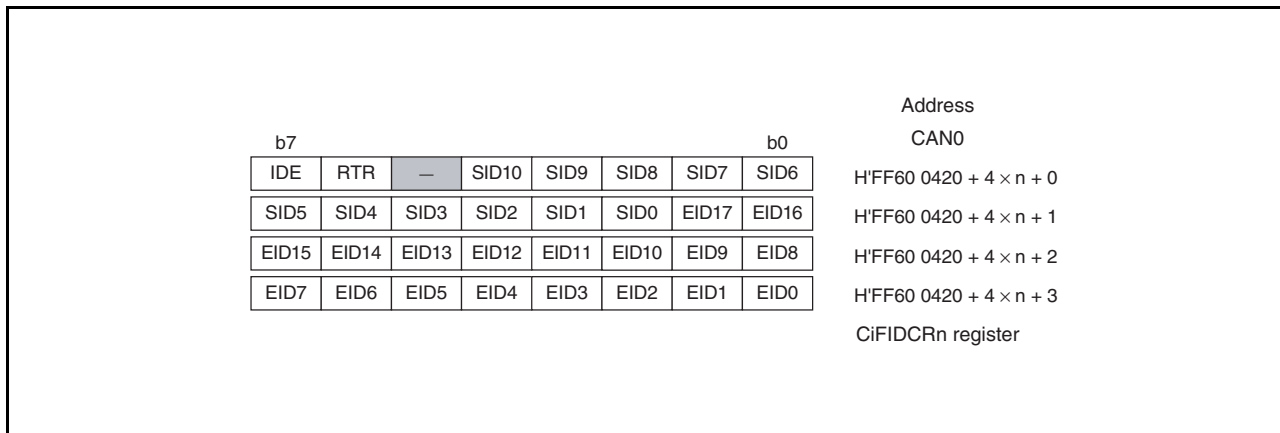 Address
b7 b0 CAN0
IDE RTR — SID10 SID9 SID8 SID7 SID6 H'FF60 0420 + 4 × n + 0
SID5 SID4 SID3 SID2 SID1 SID0 EID17 EID16 H'FF60 0420 + 4 × n + 1
EID15 EID14 EID13 EID12 EID11 EID10 EID9 EID8 H'FF60 0420 + 4 × n + 2
EID7 EID6 EID5 EID4 EID3 EID2 EID1 EID0 H'FF60 0420 + 4 × n + 3
CiFIDCRn register